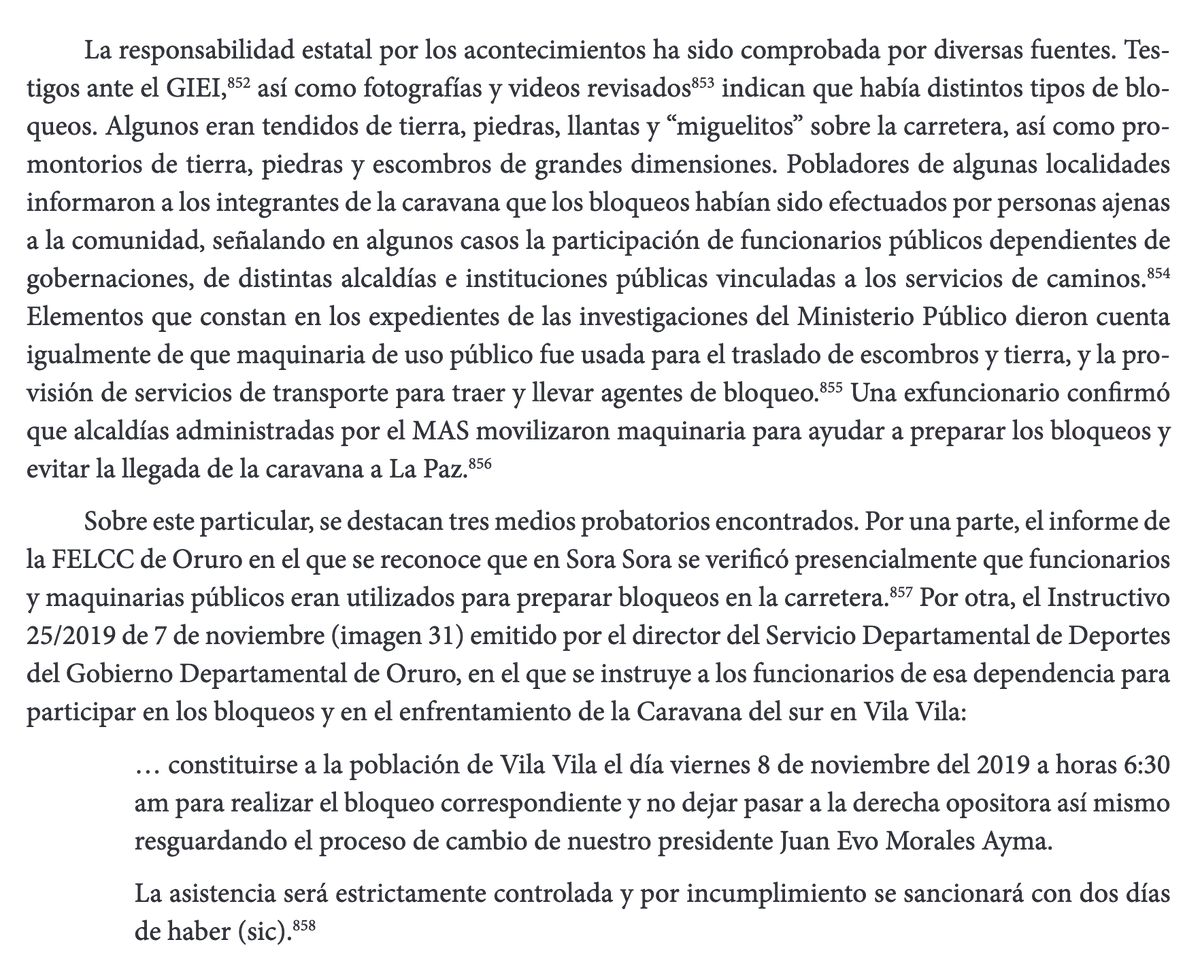 La responsabilidad estatal por los acontecimientos ha sido comprobada por diversas fuentes. Tes-
tigos ante el GIEI,⁸⁵² así como fotografías y videos revisados⁸⁵³ indican que había distintos tipos de blo-
queos. Algunos eran tendidos de tierra, piedras, llantas y “miguelitos” sobre la carretera, así como pro-
montorios de tierra, piedras y escombros de grandes dimensiones. Pobladores de algunas localidades
informaron a los integrantes de la caravana que los bloqueos habían sido efectuados por personas ajenas
a la comunidad, señalando en algunos casos la participación de funcionarios públicos dependientes de
gobernaciones, de distintas alcaldías e instituciones públicas vinculadas a los servicios de caminos.⁸⁵⁴
Elementos que constan en los expedientes de las investigaciones del Ministerio Público dieron cuenta
igualmente de que maquinaria de uso público fue usada para el traslado de escombros y tierra, y la pro-
visión de servicios de transporte para traer y llevar agentes de bloqueo.⁸⁵⁵ Una exfuncionario confirmó
que alcaldías administradas por el MAS movilizaron maquinaria para ayudar a preparar los bloqueos y
evitar la llegada de la caravana a La Paz.⁸⁵⁶
Sobre este particular, se destacan tres medios probatorios encontrados. Por una parte, el informe de
la FELCC de Oruro en el que se reconoce que en Sora Sora se verificó presencialmente que funcionarios
y maquinarias públicos eran utilizados para preparar bloqueos en la carretera.⁸⁵⁷ Por otra, el Instructivo
25/2019 de 7 de noviembre (imagen 31) emitido por el director del Servicio Departamental de Deportes
del Gobierno Departamental de Oruro, en el que se instruye a los funcionarios de esa dependencia para
participar en los bloqueos y en el enfrentamiento de la Caravana del sur en Vila Vila:
… constituirse a la población de Vila Vila el día viernes 8 de noviembre del 2019 a horas 6:30
am para realizar el bloqueo correspondiente y no dejar pasar a la derecha opositora así mismo
resguardando el proceso de cambio de nuestro presidente Juan Evo Morales Ayma.
La asistencia será estrictamente controlada y por incumplimiento se sancionará con dos días
de haber (sic).⁸⁵⁸